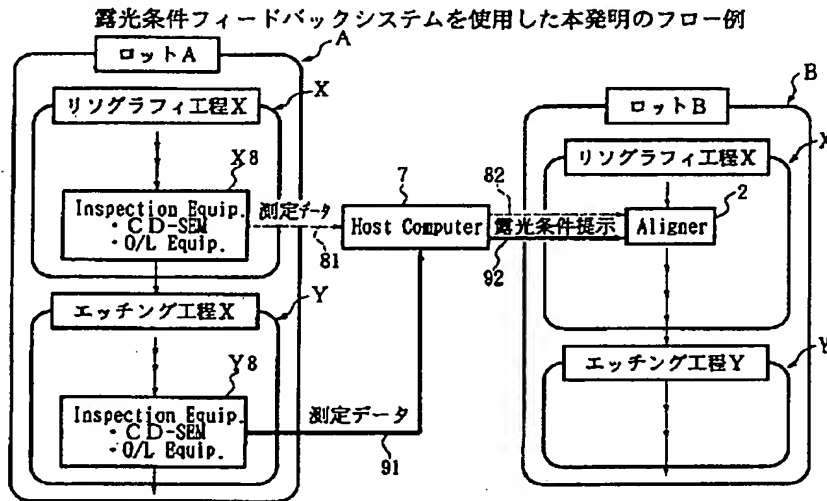 露光条件フィードバックシステムを使用した本発明のフロー例
A
ロットA
リソグラフィ工程X
X
X8
Inspection Equip.
・CD-SEM
・O/L Equip.
測定データ
81
7
Host Computer
82
露光条件提示
92
B
ロットB
リソグラフィ工程X
X
2
Aligner
エッチング工程X
Y
Y8
Inspection Equip.
・CD-SEM
・O/L Equip.
測定データ
91
エッチング工程Y
Y